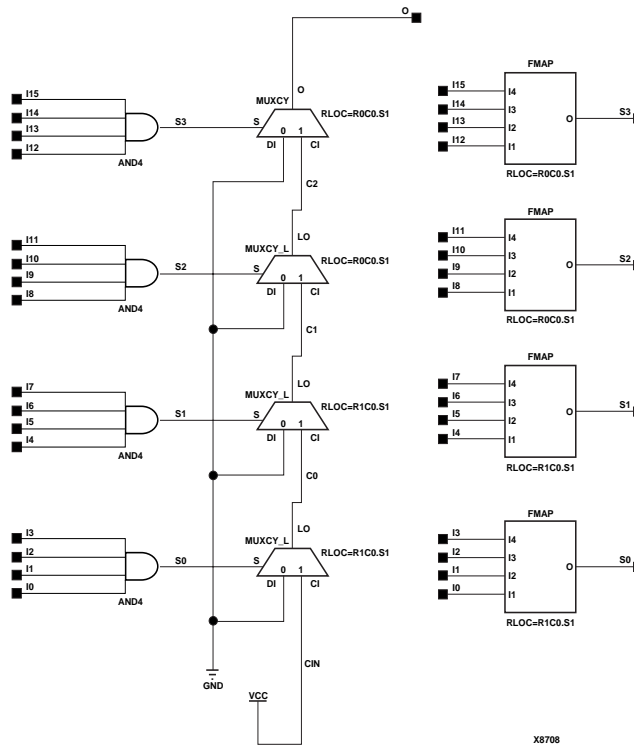 O
I15
I14
I13
I12
AND4
S3
MUXCY
O
S
0 1
DI
CI
RLOC=R0C0.S1
C2
FMAP
I15
I14
I13
I12
I4
I3
I2
I1
O
S3
RLOC=R0C0.S1
I11
I10
I9
I8
AND4
S2
MUXCY_L
LO
S
0 1
DI
CI
RLOC=R0C0.S1
C1
FMAP
I11
I10
I9
I8
I4
I3
I2
I1
O
S2
RLOC=R0C0.S1
I7
I6
I5
I4
AND4
S1
MUXCY_L
LO
S
0 1
DI
CI
RLOC=R1C0.S1
C0
FMAP
I7
I6
I5
I4
I4
I3
I2
I1
O
S1
RLOC=R1C0.S1
I3
I2
I1
I0
AND4
S0
MUXCY_L
LO
S
0 1
DI
CI
RLOC=R1C0.S1
CIN
FMAP
I3
I2
I1
I0
I4
I3
I2
I1
O
S0
RLOC=R1C0.S1
GND
VCC
X8708